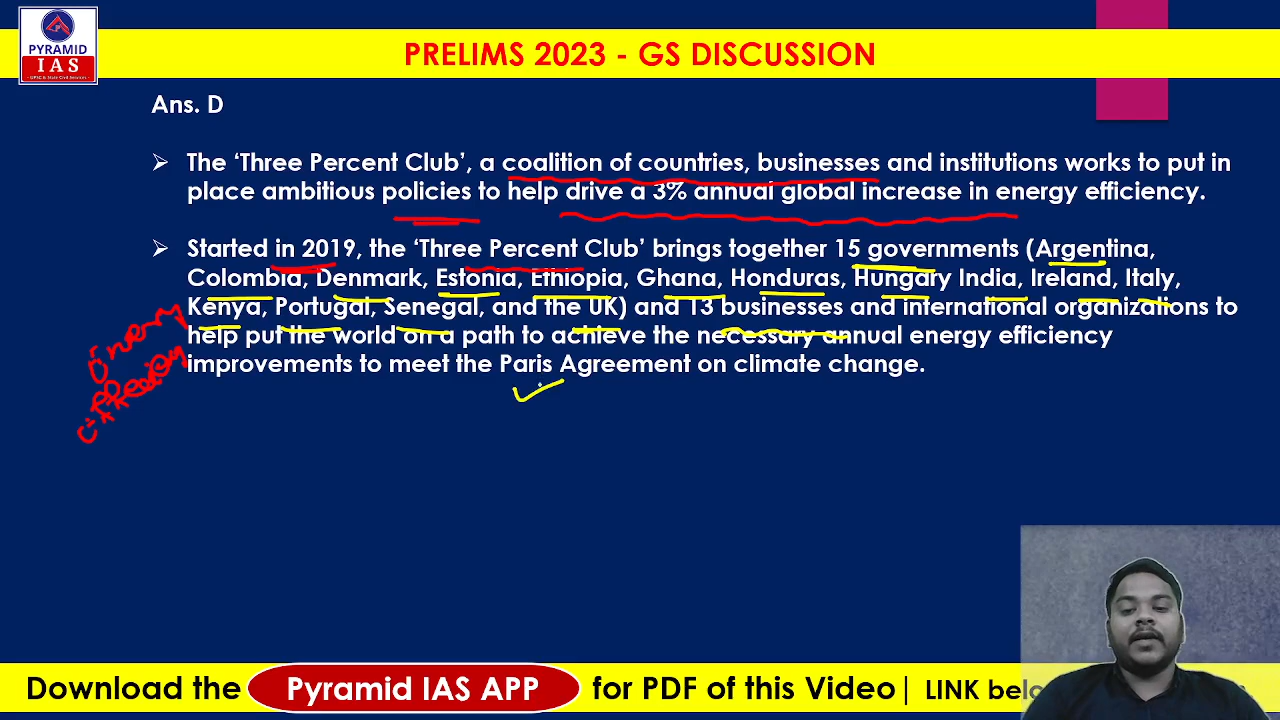 PYRAMID
IAS
- UPSC & State Civil Services -
PRELIMS 2023 - GS DISCUSSION
Ans. D
➢ The ‘Three Percent Club’, a coalition of countries, businesses and institutions works to put in
place ambitious policies to help drive a 3% annual global increase in energy efficiency.
➢ Started in 2019, the ‘Three Percent Club’ brings together 15 governments (Argentina,
Colombia, Denmark, Estonia, Ethiopia, Ghana, Honduras, Hungary India, Ireland, Italy,
Kenya, Portugal, Senegal, and the UK) and 13 businesses and international organizations to
help put the world on a path to achieve the necessary annual energy efficiency
improvements to meet the Paris Agreement on climate change.
Download the Pyramid IAS APP for PDF of this Video| LINK